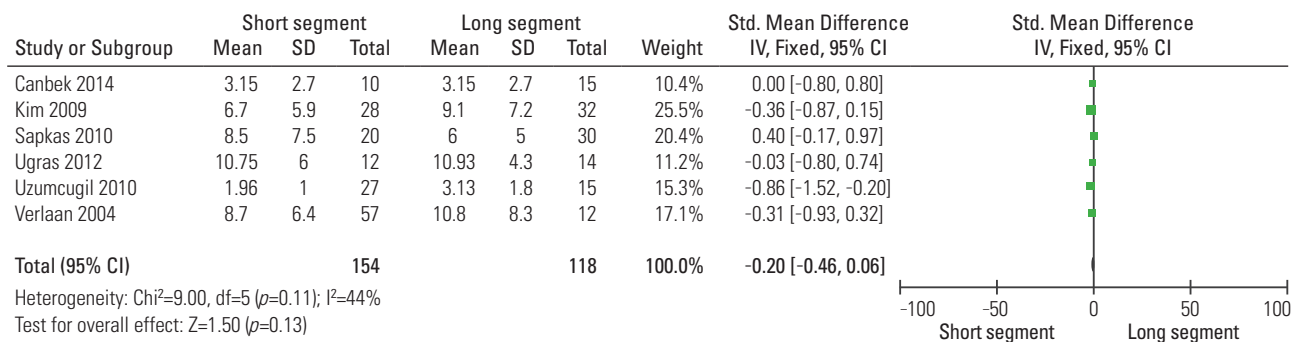 Short segment Long segment Std. Mean Difference Std. Mean Difference
Study or Subgroup Mean SD Total Mean SD Total Weight IV, Fixed, 95% CI IV, Fixed, 95% CI
Canbek 2014 3.15 2.7 10 3.15 2.7 15 10.4% 0.00 [-0.80, 0.80]
Kim 2009 6.7 5.9 28 9.1 7.2 32 25.5% -0.36 [-0.87, 0.15]
Sapkas 2010 8.5 7.5 20 6 5 30 20.4% 0.40 [-0.17, 0.97]
Ugras 2012 10.75 6 12 10.93 4.3 14 11.2% -0.03 [-0.80, 0.74]
Uzumcugil 2010 1.96 1 27 3.13 1.8 15 15.3% -0.86 [-1.52, -0.20]
Verlaan 2004 8.7 6.4 57 10.8 8.3 12 17.1% -0.31 [-0.93, 0.32]
Total (95% CI) 154 118 100.0% -0.20 [-0.46, 0.06]
Heterogeneity: Chi²=9.00, df=5 (p=0.11); I²=44%
Test for overall effect: Z=1.50 (p=0.13)
-100 -50 0 50 100
Short segment Long segment